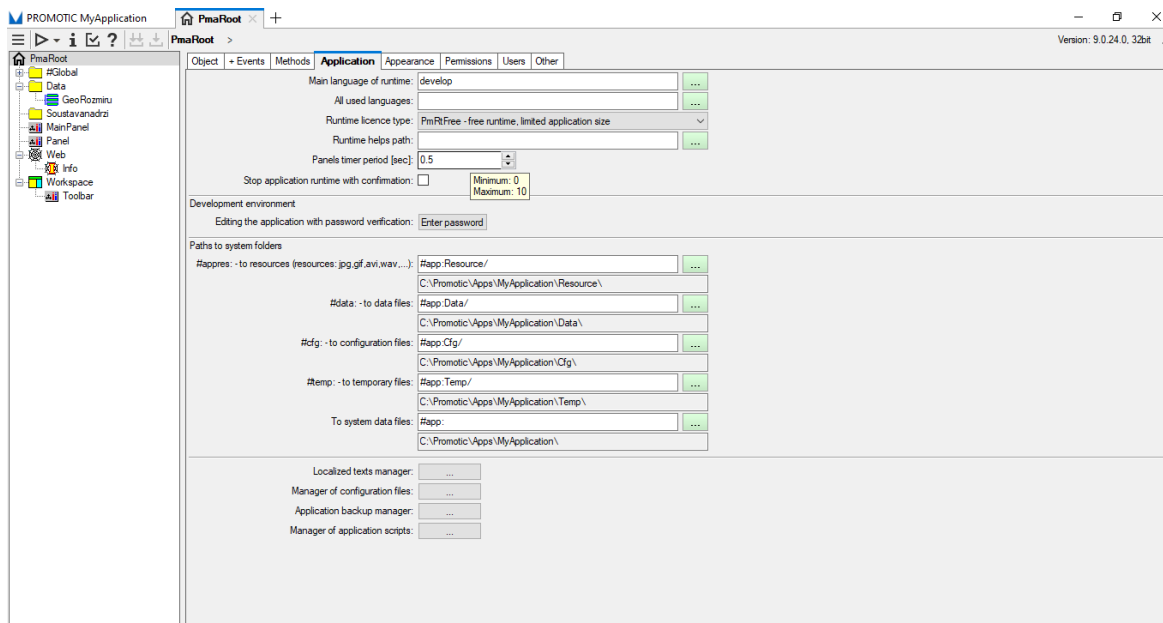 PROMOTIC MyApplication
PmaRoot
PmaRoot >
Version: 9.0.24.0, 32bit
PmaRoot
#Global
Data
GeoRozmiru
Soustavanadrzi
MainPanel
Panel
Web
Info
Workspace
Toolbar
Object + Events Methods Application Appearance Permissions Users Other
Main language of runtime: develop ...
All used languages: ...
Runtime licence type: PmRtFree - free runtime, limited application size
Runtime helps path: ...
Panels timer period [sec]: 0.5
Stop application runtime with confirmation:
Minimum: 0
Maximum: 10
Development environment
Editing the application with password verification: Enter password
Paths to system folders
#appres: - to resources (resources: jpg,gif,avi,wav,...): #app:Resource/ ...
C:\Promotic\Apps\MyApplication\Resource\
#data: - to data files: #app:Data/ ...
C:\Promotic\Apps\MyApplication\Data\
#cfg: - to configuration files: #app:Cfg/ ...
C:\Promotic\Apps\MyApplication\Cfg\
#temp: - to temporary files: #app:Temp/ ...
C:\Promotic\Apps\MyApplication\Temp\
To system data files: #app: ...
C:\Promotic\Apps\MyApplication\
Localized texts manager: ...
Manager of configuration files: ...
Application backup manager: ...
Manager of application scripts: ...